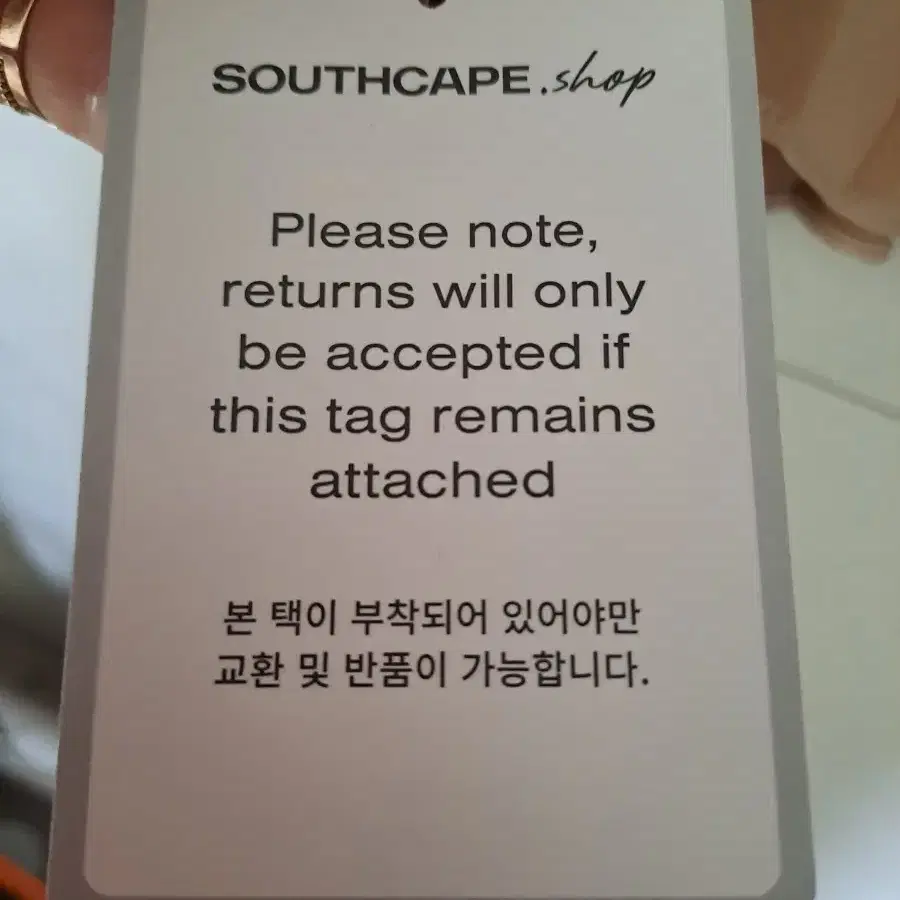 SOUTHCAPE.shop
Please note,
returns will only
be accepted if
this tag remains
attached
본 택이 부착되어 있어야만
교환 및 반품이 가능합니다.